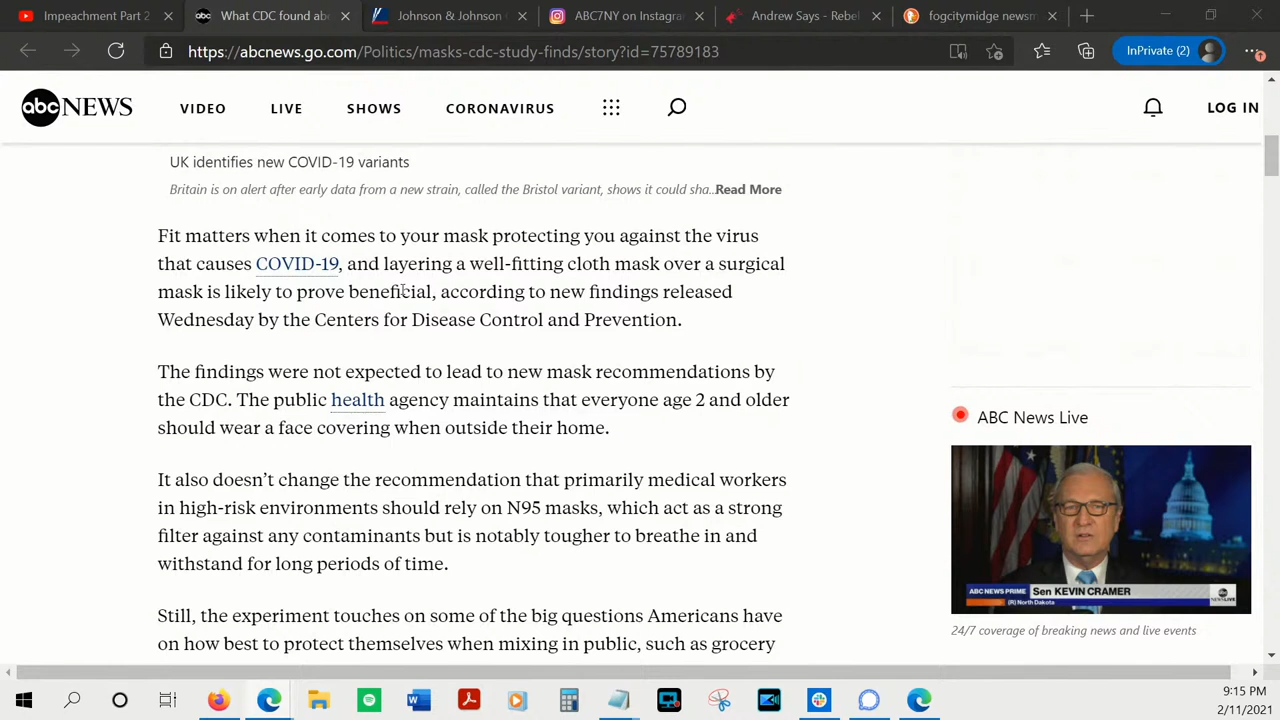 Impeachment Part 2
What CDC found abo
Johnson & Johnson
ABC7NY on Instagram
Andrew Says - Rebel
fogcitymidge newsm
https://abcnews.go.com/Politics/masks-cdc-study-finds/story?id=75789183
InPrivate (2)
abc NEWS
VIDEO
LIVE
SHOWS
CORONAVIRUS
LOG IN
UK identifies new COVID-19 variants
Britain is on alert after early data from a new strain, called the Bristol variant, shows it could sha...Read More
Fit matters when it comes to your mask protecting you against the virus
that causes COVID-19, and layering a well-fitting cloth mask over a surgical
mask is likely to prove beneficial, according to new findings released
Wednesday by the Centers for Disease Control and Prevention.
The findings were not expected to lead to new mask recommendations by
the CDC. The public health agency maintains that everyone age 2 and older
should wear a face covering when outside their home.
It also doesn't change the recommendation that primarily medical workers
in high-risk environments should rely on N95 masks, which act as a strong
filter against any contaminants but is notably tougher to breathe in and
withstand for long periods of time.
Still, the experiment touches on some of the big questions Americans have
on how best to protect themselves when mixing in public, such as grocery
ABC News Live
ABC NEWS PRIME
Sen KEVIN CRAMER
(R) North Dakota
24/7 coverage of breaking news and live events
9:15 PM
2/11/2021